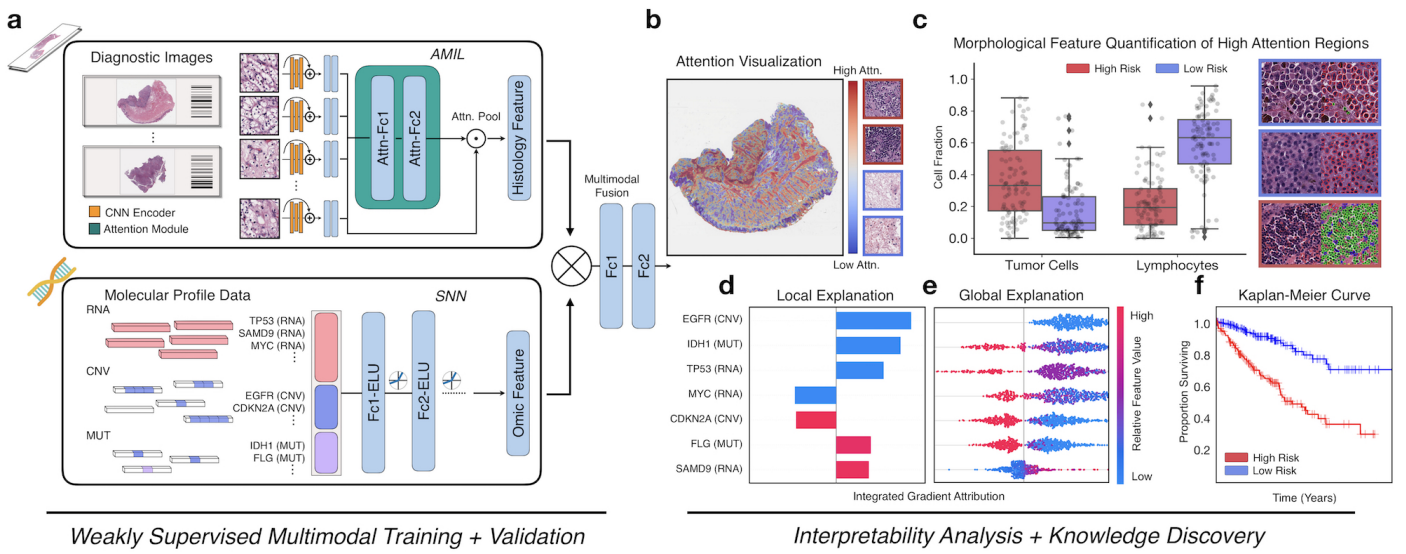 a
Diagnostic Images
AMIL
CNN Encoder
Attention Module
Attn-Fc1
Attn-Fc2
Attn. Pool
Histology Feature
Molecular Profile Data
SNN
RNA
TP53 (RNA)
SAMD9 (RNA)
MYC (RNA)
CNV
EGFR (CNV)
CDKN2A (CNV)
MUT
IDH1 (MUT)
FLG (MUT)
Fc1-ELU
Fc2-ELU
Omic Feature
Multimodal
Fusion
Fc1
Fc2
Weakly Supervised Multimodal Training + Validation
b
Attention Visualization
High Attn.
Low Attn.
c
Morphological Feature Quantification of High Attention Regions
High Risk
Low Risk
Cell Fraction
1.0
0.8
0.6
0.4
0.2
0.0
Tumor Cells
Lymphocytes
d
Local Explanation
EGFR (CNV)
IDH1 (MUT)
TP53 (RNA)
MYC (RNA)
CDKN2A (CNV)
FLG (MUT)
SAMD9 (RNA)
e
Global Explanation
High
Relative Feature Value
Low
Integrated Gradient Attribution
f
Kaplan-Meier Curve
Proportion Surviving
1.0
0.8
0.6
0.4
0.2
High Risk
Low Risk
Time (Years)
Interpretability Analysis + Knowledge Discovery